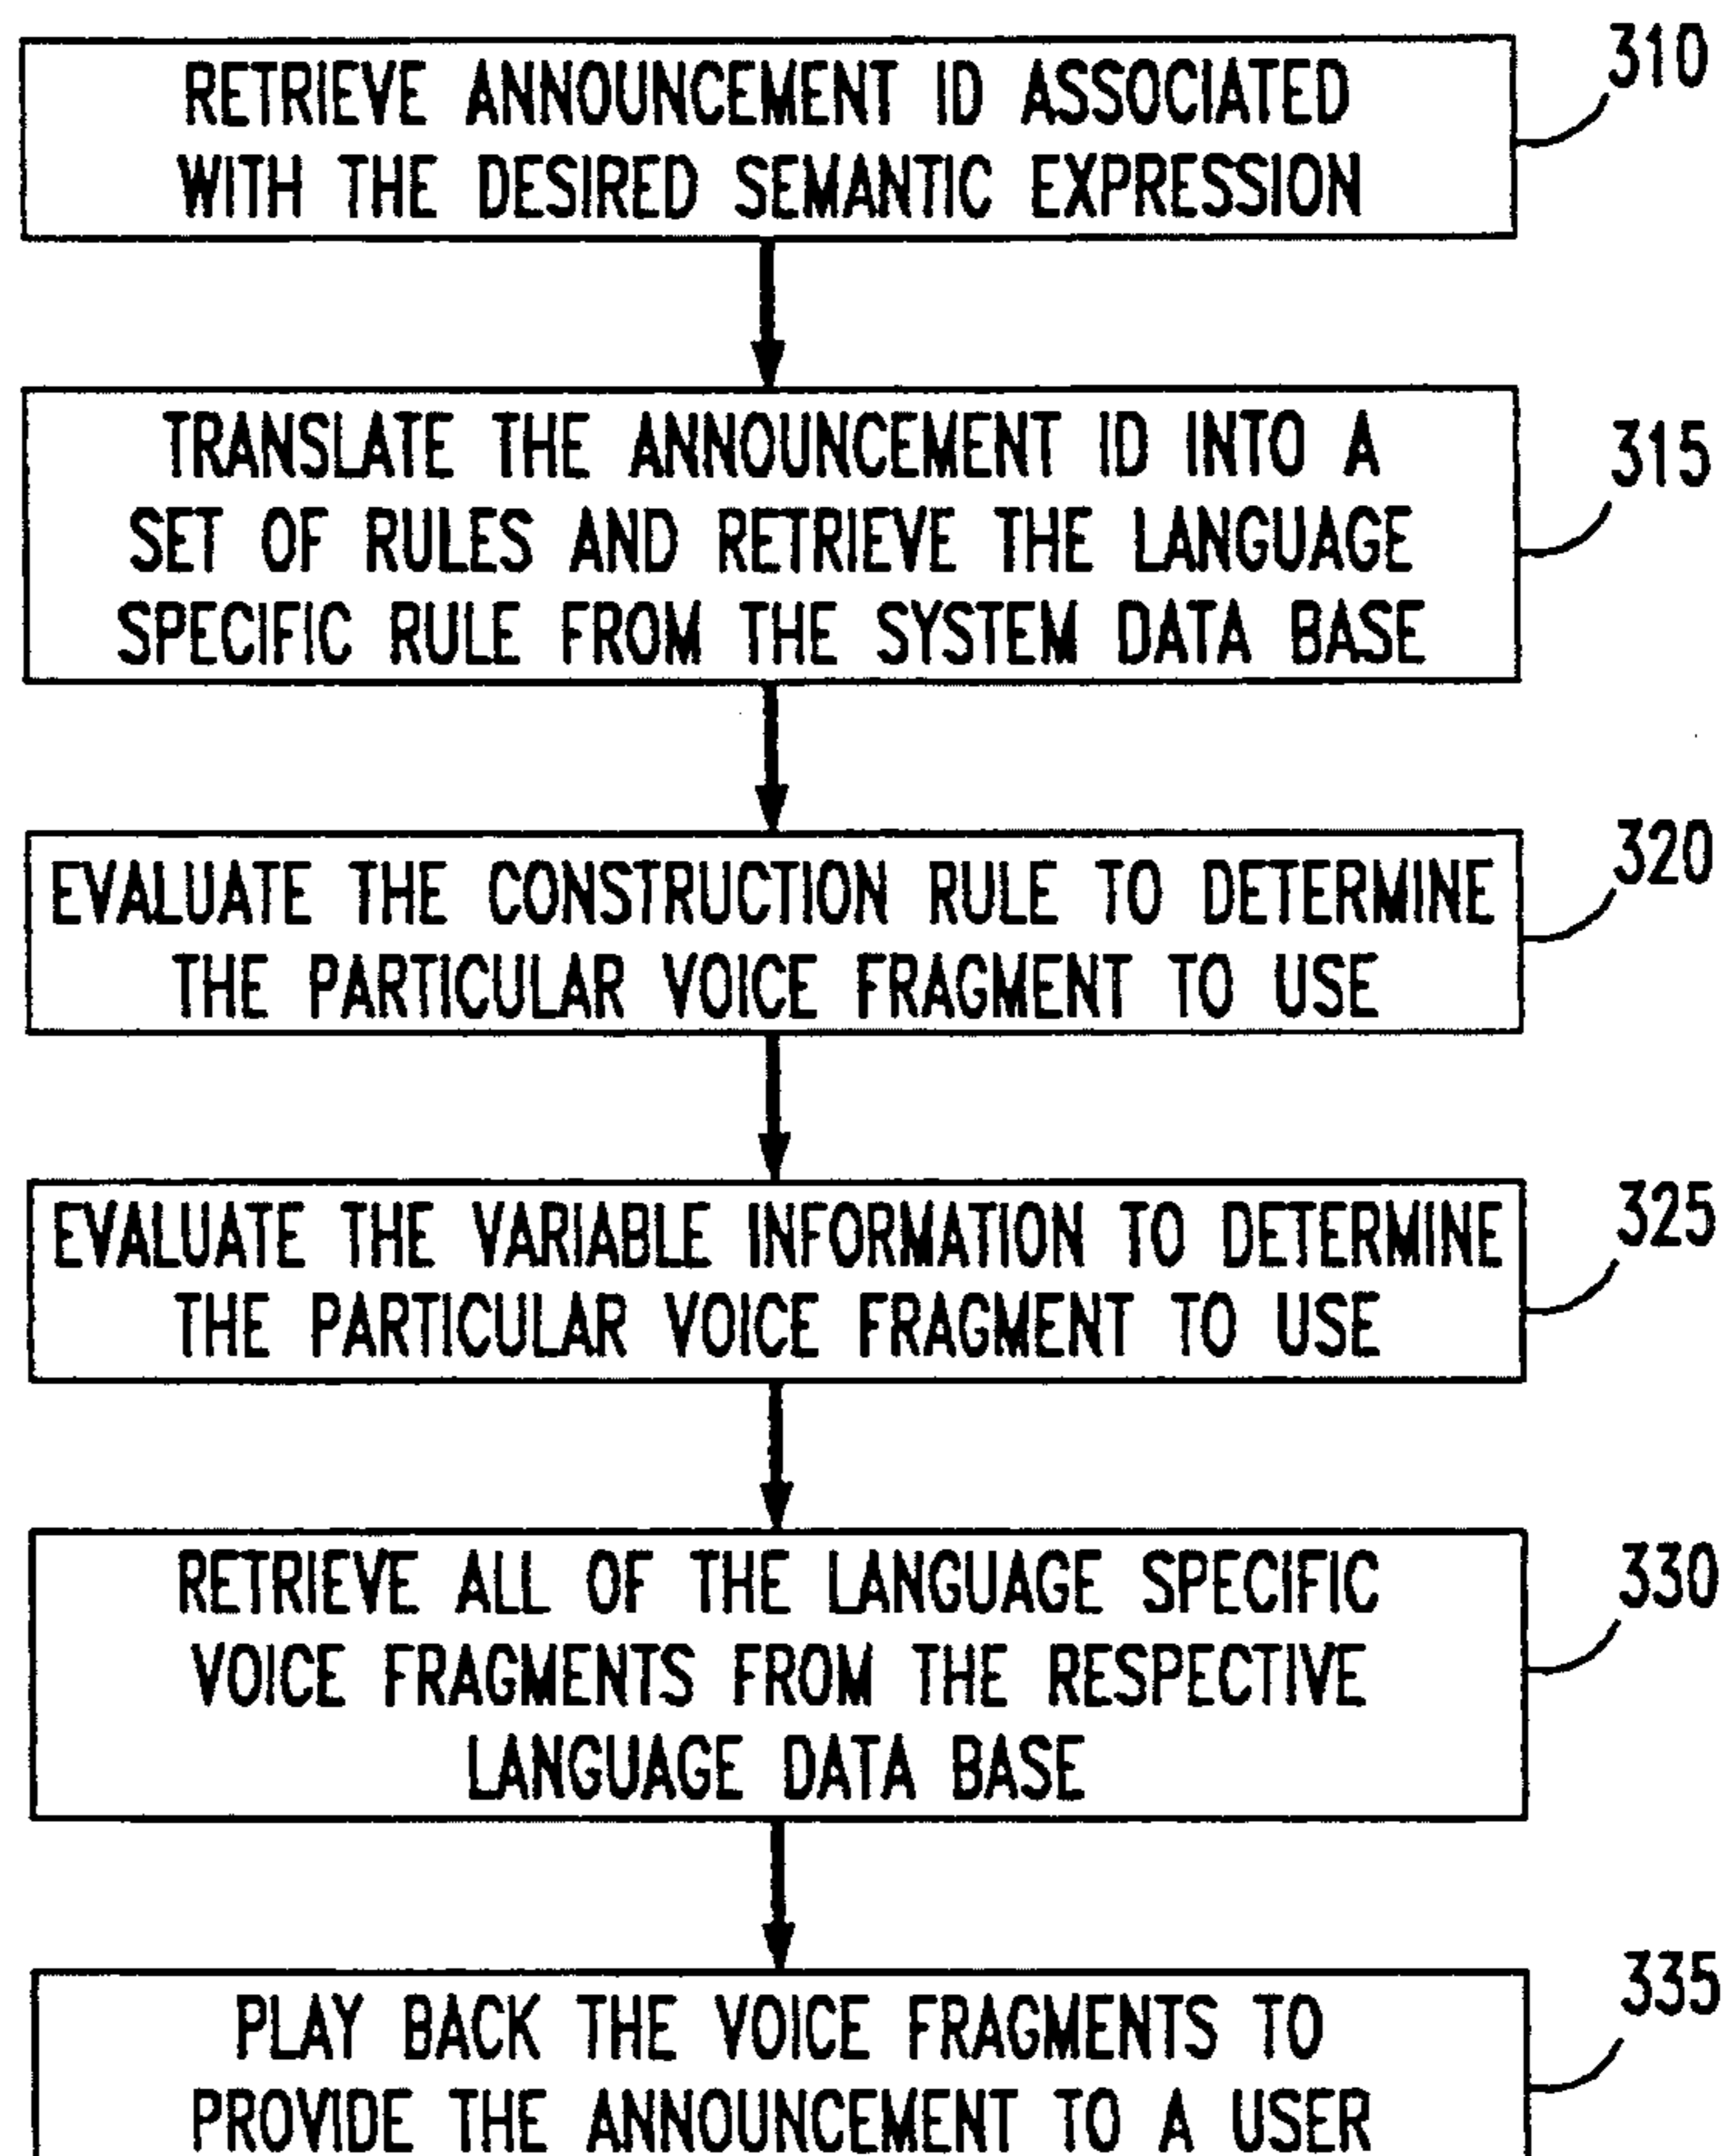 310
RETRIEVE ANNOUNCEMENT ID ASSOCIATED
WITH THE DESIRED SEMANTIC EXPRESSION
315
TRANSLATE THE ANNOUNCEMENT ID INTO A
SET OF RULES AND RETRIEVE THE LANGUAGE
SPECIFIC RULE FROM THE SYSTEM DATA BASE
320
EVALUATE THE CONSTRUCTION RULE TO DETERMINE
THE PARTICULAR VOICE FRAGMENT TO USE
325
EVALUATE THE VARIABLE INFORMATION TO DETERMINE
THE PARTICULAR VOICE FRAGMENT TO USE
330
RETRIEVE ALL OF THE LANGUAGE SPECIFIC
VOICE FRAGMENTS FROM THE RESPECTIVE
LANGUAGE DATA BASE
335
PLAY BACK THE VOICE FRAGMENTS TO
PROVIDE THE ANNOUNCEMENT TO A USER